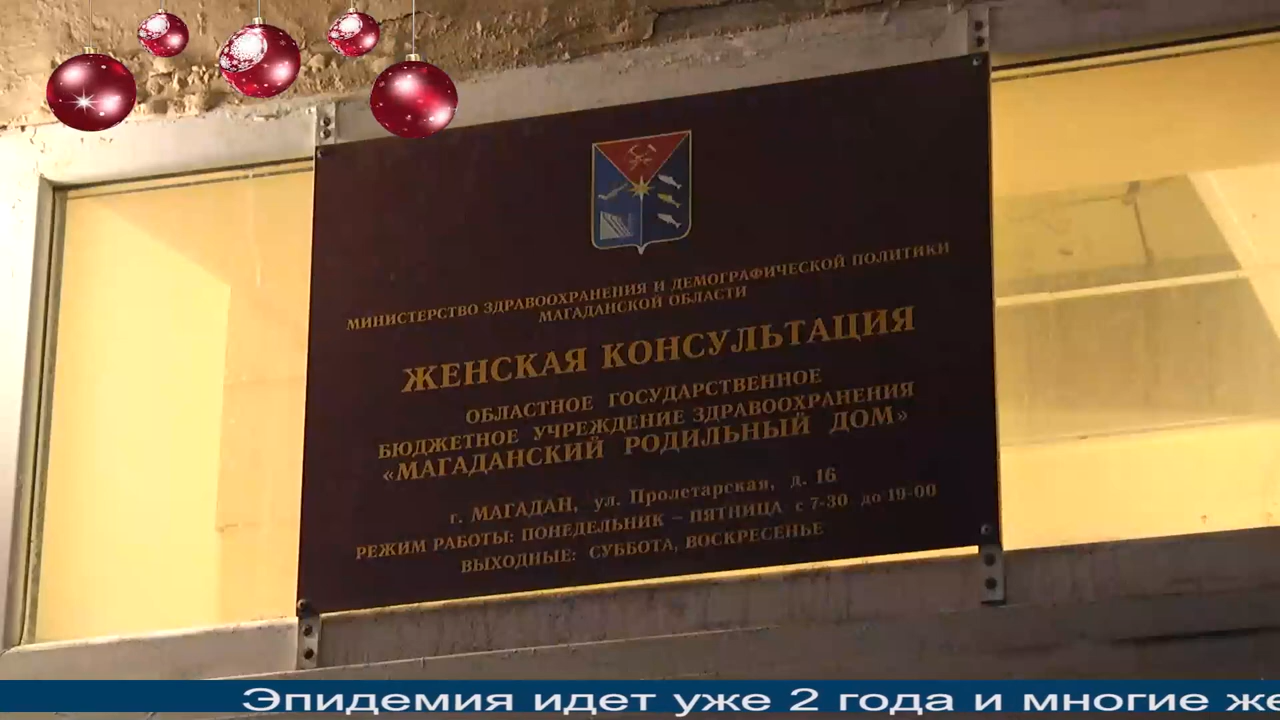 МИНИСТЕРСТВО ЗДРАВООХРАНЕНИЯ И ДЕМОГРАФИЧЕСКОЙ ПОЛИТИКИ
МАГАДАНСКОЙ ОБЛАСТИ
ЖЕНСКАЯ КОНСУЛЬТАЦИЯ
ОБЛАСТНОЕ ГОСУДАРСТВЕННОЕ
БЮДЖЕТНОЕ УЧРЕЖДЕНИЕ ЗДРАВООХРАНЕНИЯ
«МАГАДАНСКИЙ РОДИЛЬНЫЙ ДОМ»
г. МАГАДАН, ул. Пролетарская, д. 16
РЕЖИМ РАБОТЫ: ПОНЕДЕЛЬНИК – ПЯТНИЦА с 7-30 до 19-00
ВЫХОДНЫЕ: СУББОТА, ВОСКРЕСЕНЬЕ
Эпидемия идет уже 2 года и многие же